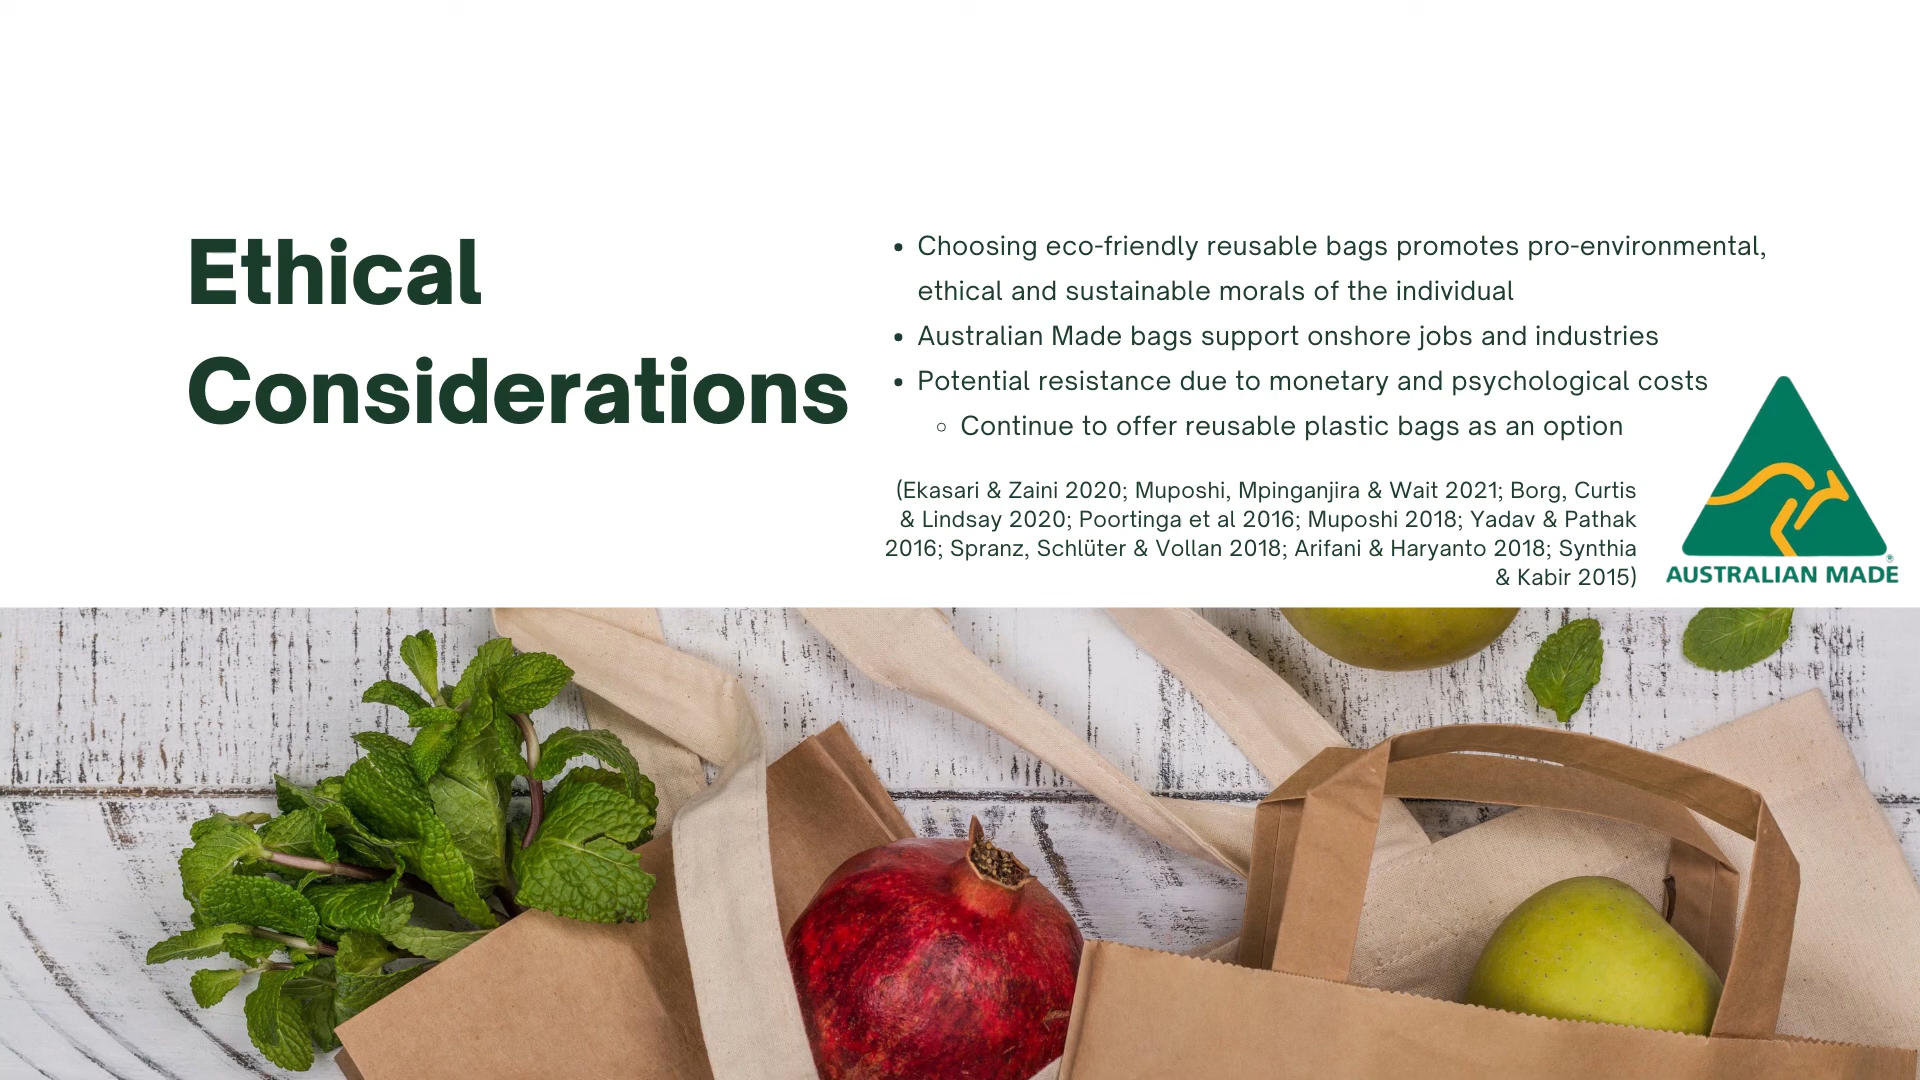 Ethical
Considerations
• Choosing eco-friendly reusable bags promotes pro-environmental,
ethical and sustainable morals of the individual
• Australian Made bags support onshore jobs and industries
• Potential resistance due to monetary and psychological costs
○ Continue to offer reusable plastic bags as an option
(Ekasari & Zaini 2020; Muposhi, Mpinganjira & Wait 2021; Borg, Curtis
& Lindsay 2020; Poortinga et al 2016; Muposhi 2018; Yadav & Pathak
2016; Spranz, Schlüter & Vollan 2018; Arifani & Haryanto 2018; Synthia
& Kabir 2015)
®
AUSTRALIAN MADE